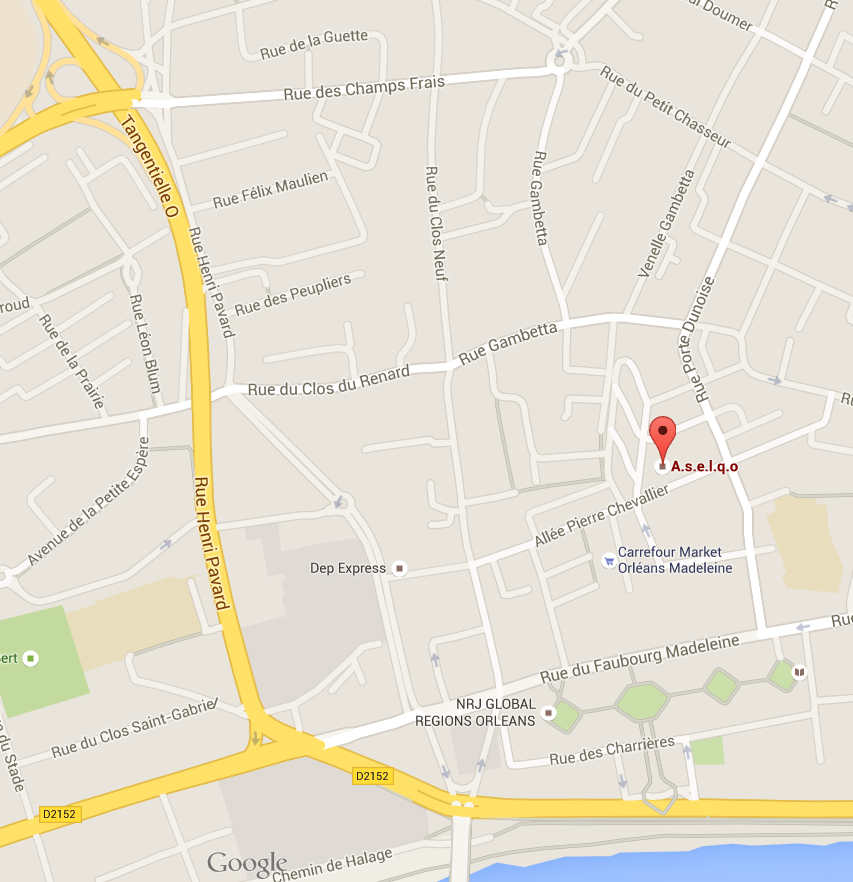 ul Doumer
R
Rue de la Guette
Rue des Champs Frais
Rue du Petit Chasseur
Tangentielle O
Rue Félix Maulien
Rue du Clos Neuf
Rue Gambetta
Venelle Gambetta
Rue Henri Pavard
Rue des Peupliers
roud
Rue de la Prairie
Rue Léon Blum
Rue Porte Dunoise
Rue Gambetta
Rue du Clos du Renard
Ru
A.s.e.l.q.o
Avenue de la Petite Espère
Rue Henri Pavard
Allée Pierre Chevallier
Carrefour Market
Orléans Madeleine
Dep Express
Rue
ert
Rue du Faubourg Madeleine
NRJ GLOBAL
REGIONS ORLEANS
Rue du Clos Saint-Gabriel
e du Stade
Rue des Charrières
D2152
D2152
Google
Chemin de Halage